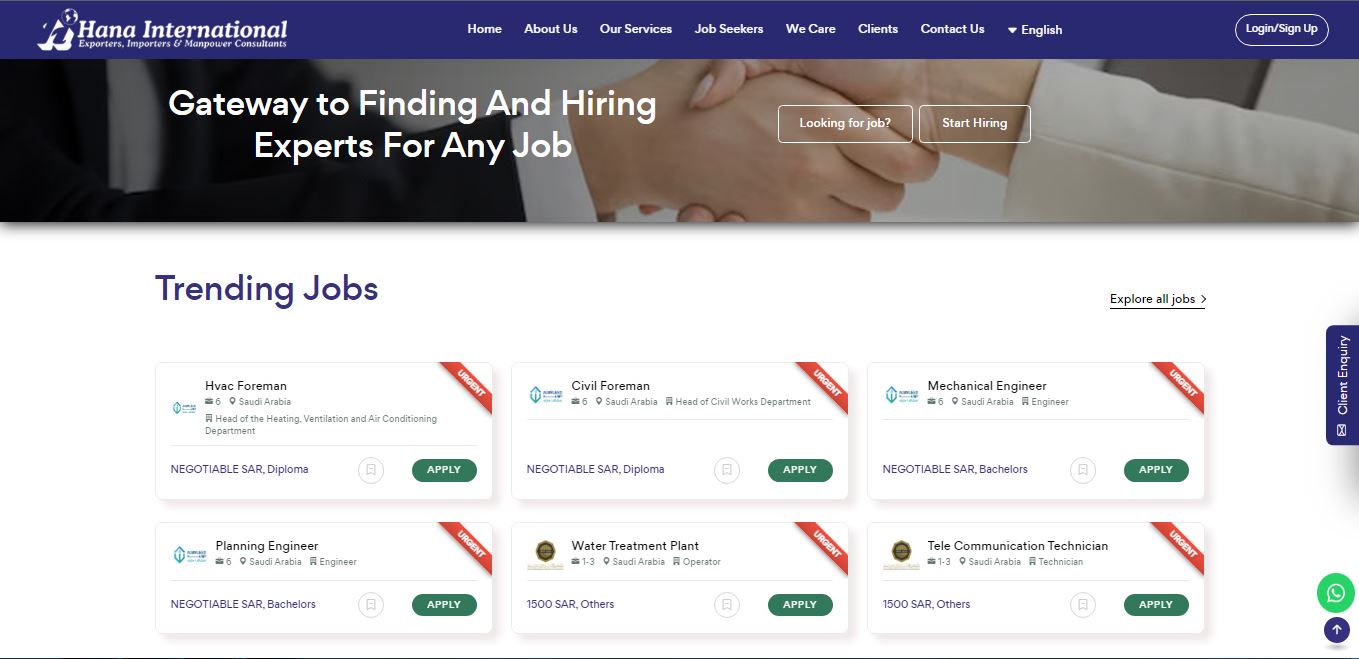 Hana International
Exporters, Importers & Manpower Consultants
Home About Us Our Services Job Seekers We Care Clients Contact Us English
Login/Sign Up
Gateway to Finding And Hiring
Experts For Any Job
Looking for job? Start Hiring
Trending Jobs
Explore all jobs
Client Enquiry
URGENT
Hvac Foreman
6 Saudi Arabia
Head of the Heating, Ventilation and Air Conditioning
Department
NEGOTIABLE SAR, Diploma
APPLY
URGENT
Civil Foreman
6 Saudi Arabia Head of Civil Works Department
NEGOTIABLE SAR, Diploma
APPLY
URGENT
Mechanical Engineer
6 Saudi Arabia Engineer
NEGOTIABLE SAR, Bachelors
APPLY
URGENT
Planning Engineer
6 Saudi Arabia Engineer
NEGOTIABLE SAR, Bachelors
APPLY
URGENT
Water Treatment Plant
1-3 Saudi Arabia Operator
1500 SAR, Others
APPLY
URGENT
Tele Communication Technician
1-3 Saudi Arabia Technician
1500 SAR, Others
APPLY